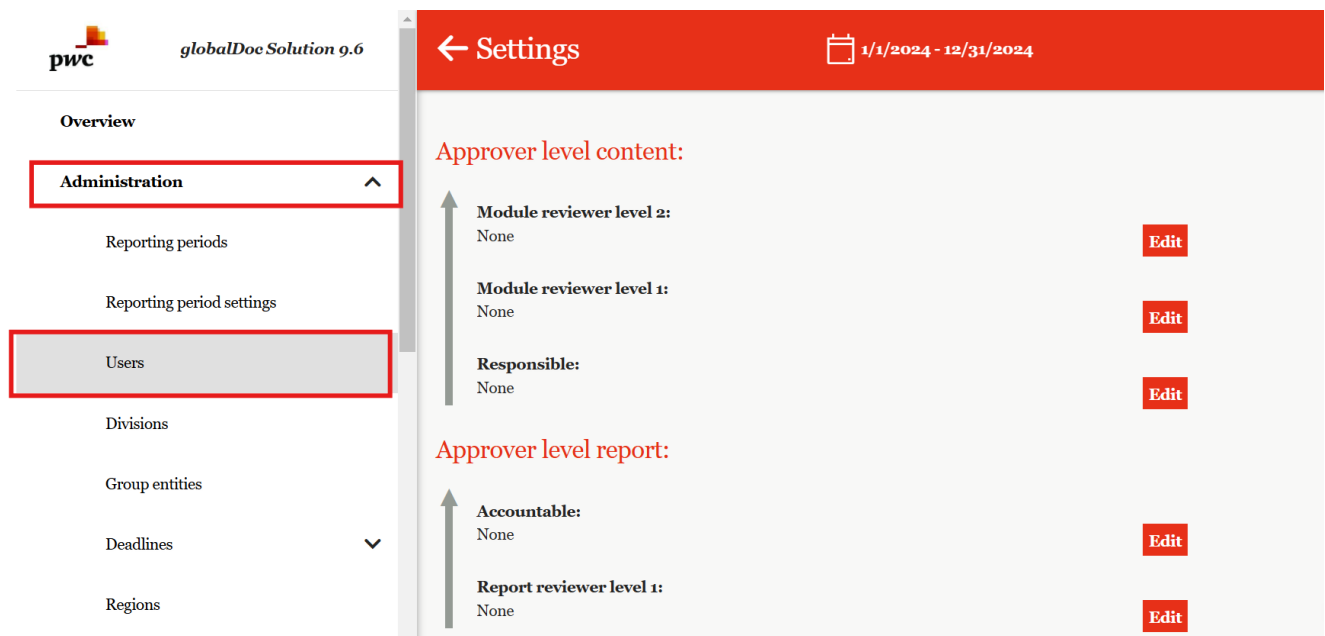 pwc
globalDoc Solution 9.6
Settings
1/1/2024 - 12/31/2024
Overview
Administration
Reporting periods
Reporting period settings
Users
Divisions
Group entities
Deadlines
Regions
Approver level content:
Module reviewer level 2:
None
Edit
Module reviewer level 1:
None
Edit
Responsible:
None
Edit
Approver level report:
Accountable:
None
Edit
Report reviewer level 1:
None
Edit